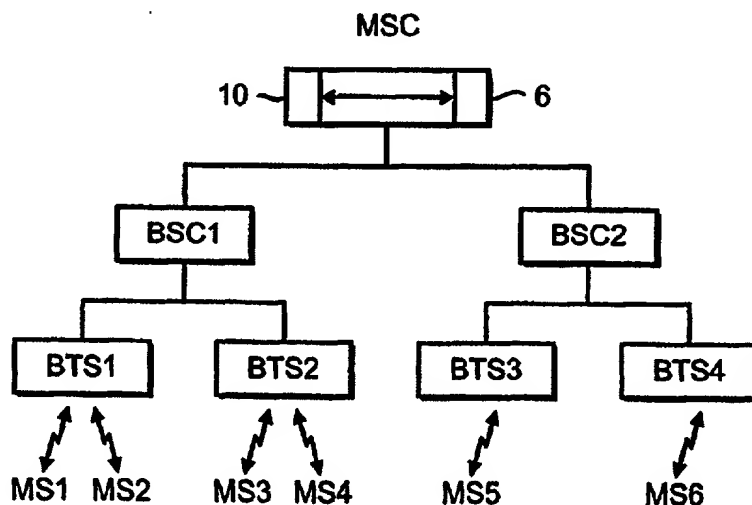 MSC
10 6
BSC1 BSC2
BTS1 BTS2 BTS3 BTS4
MS1 MS2 MS3 MS4 MS5 MS6